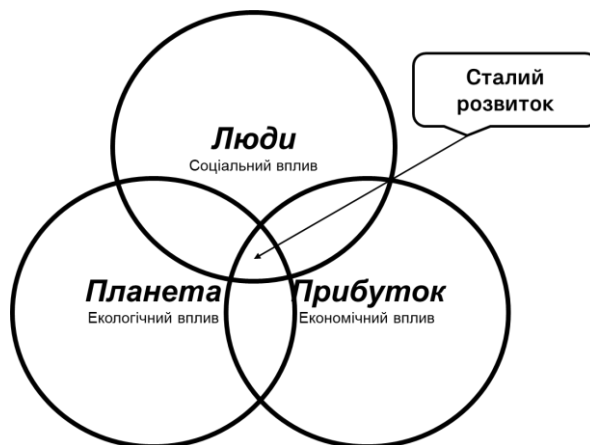 Сталий
розвиток
Люди
Соціальний вплив
Планета
Екологічний вплив
Прибуток
Економічний вплив